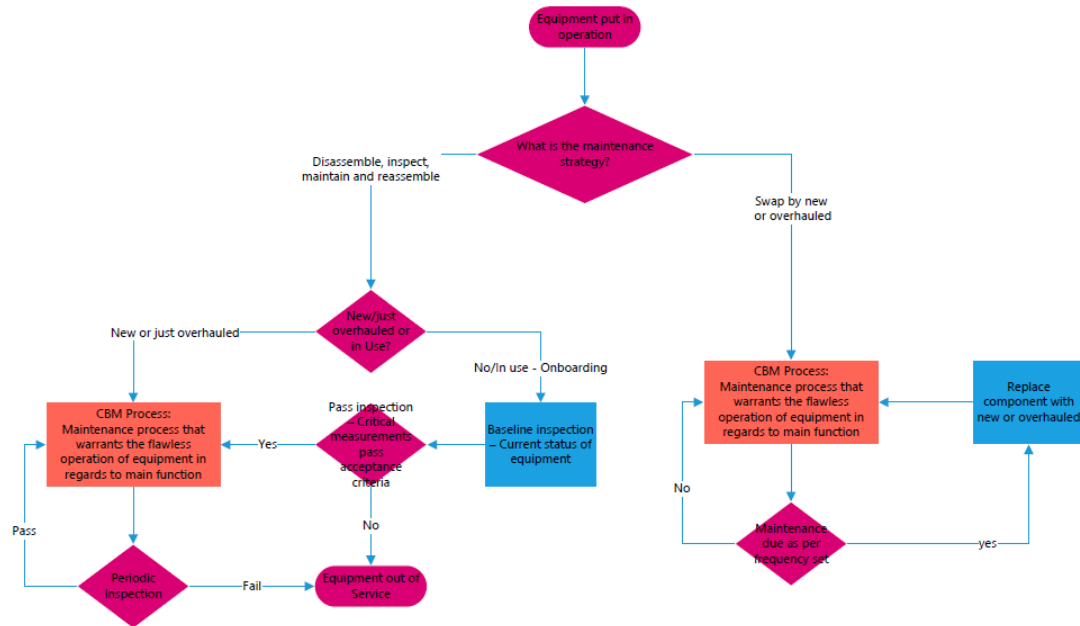 Equipment put in
operation
What is the maintenance
strategy?
Disassemble, inspect,
maintain and reassemble
Swap by new
or overhauled
New/just
overhauled or
in Use?
New or just overhauled
No/In use - Onboarding
CBM Process:
Maintenance process that
warrants the flawless
operation of equipment in
regards to main function
Yes
Pass inspection
– Critical
measurements
pass
acceptance
criteria
Baseline inspection
– Current status of
equipment
CBM Process:
Maintenance process that
warrants the flawless
operation of equipment in
regards to main function
Replace
component with
new or overhauled
No
Pass
No
Maintenance
due as per
frequency set
yes
Periodic
Inspection
Fail
Equipment out of
Service